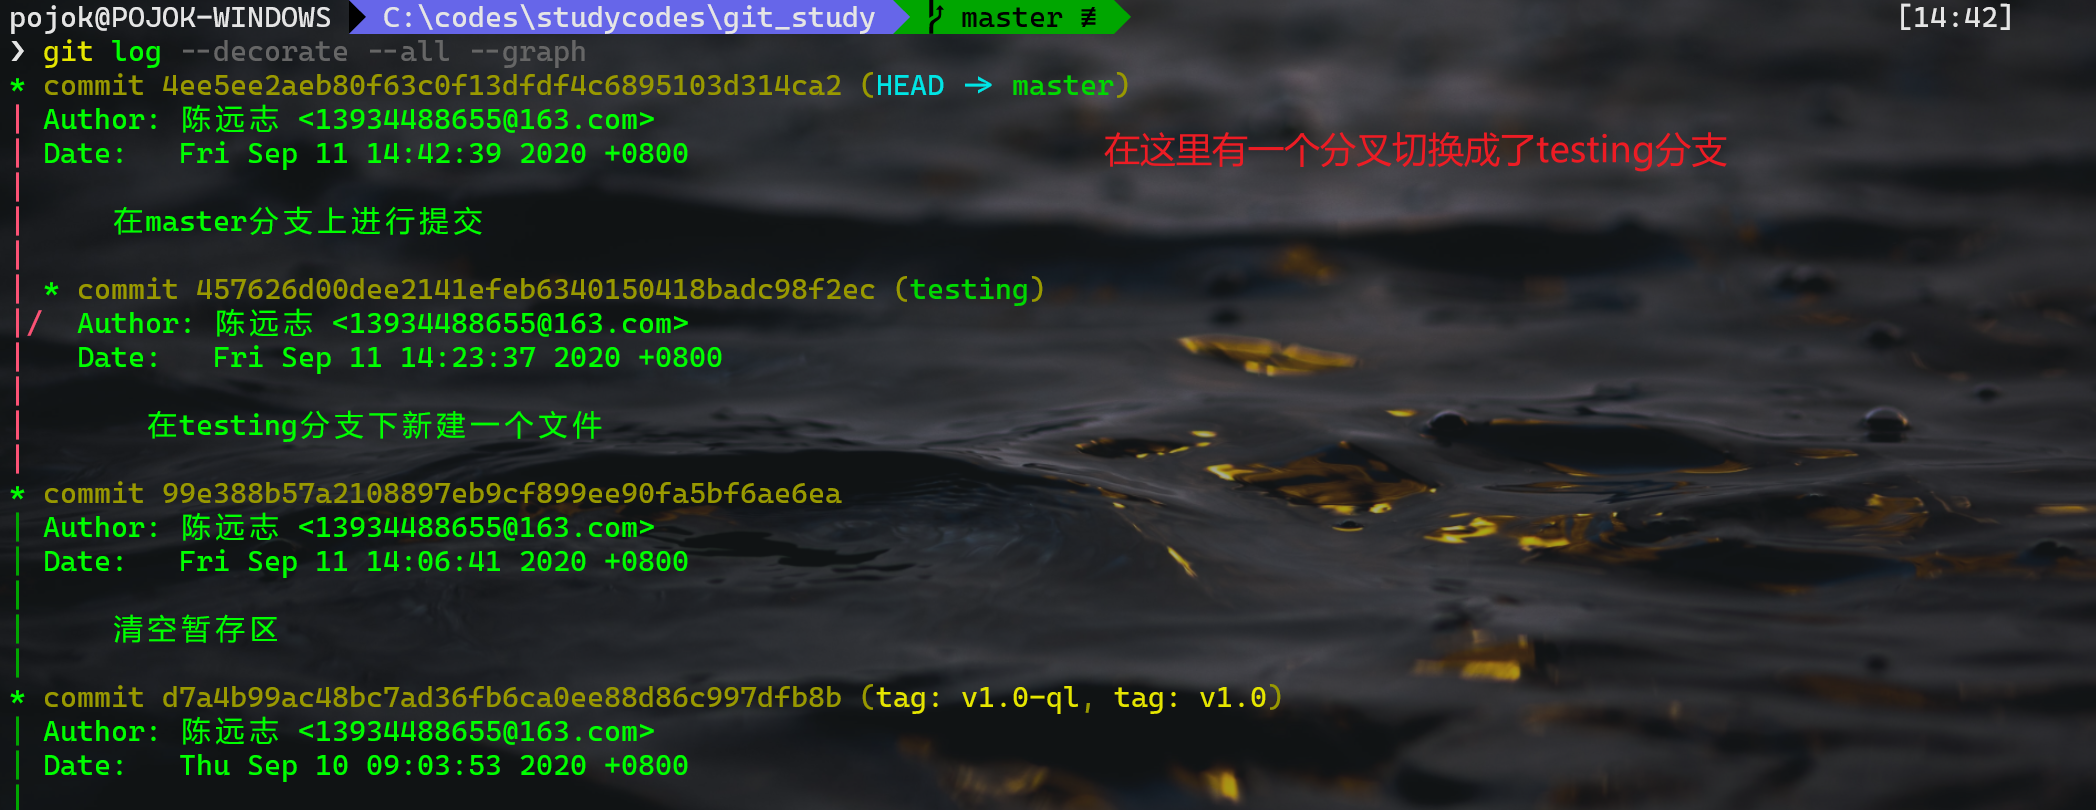 pojok@POJOK-WINDOWS C:\codes\studycodes\git_study master ≢ [14:42]
❯ git log --decorate --all --graph
* commit 4ee5ee2aeb80f63c0f13dfdf4c6895103d314ca2 (HEAD -> master)
| Author: 陈远志 <13934488655@163.com>
| Date:   Fri Sep 11 14:42:39 2020 +0800
在这里有一个分叉切换成了testing分支
|
|     在master分支上进行提交
|
| * commit 457626d00dee2141efeb6340150418badc98f2ec (testing)
|/  Author: 陈远志 <13934488655@163.com>
|   Date:   Fri Sep 11 14:23:37 2020 +0800
|
|       在testing分支下新建一个文件
|
* commit 99e388b57a2108897eb9cf899ee90fa5bf6ae6ea
| Author: 陈远志 <13934488655@163.com>
| Date:   Fri Sep 11 14:06:41 2020 +0800
|
|     清空暂存区
|
* commit d7a4b99ac48bc7ad36fb6ca0ee88d86c997dfb8b (tag: v1.0-ql, tag: v1.0)
| Author: 陈远志 <13934488655@163.com>
| Date:   Thu Sep 10 09:03:53 2020 +0800
|